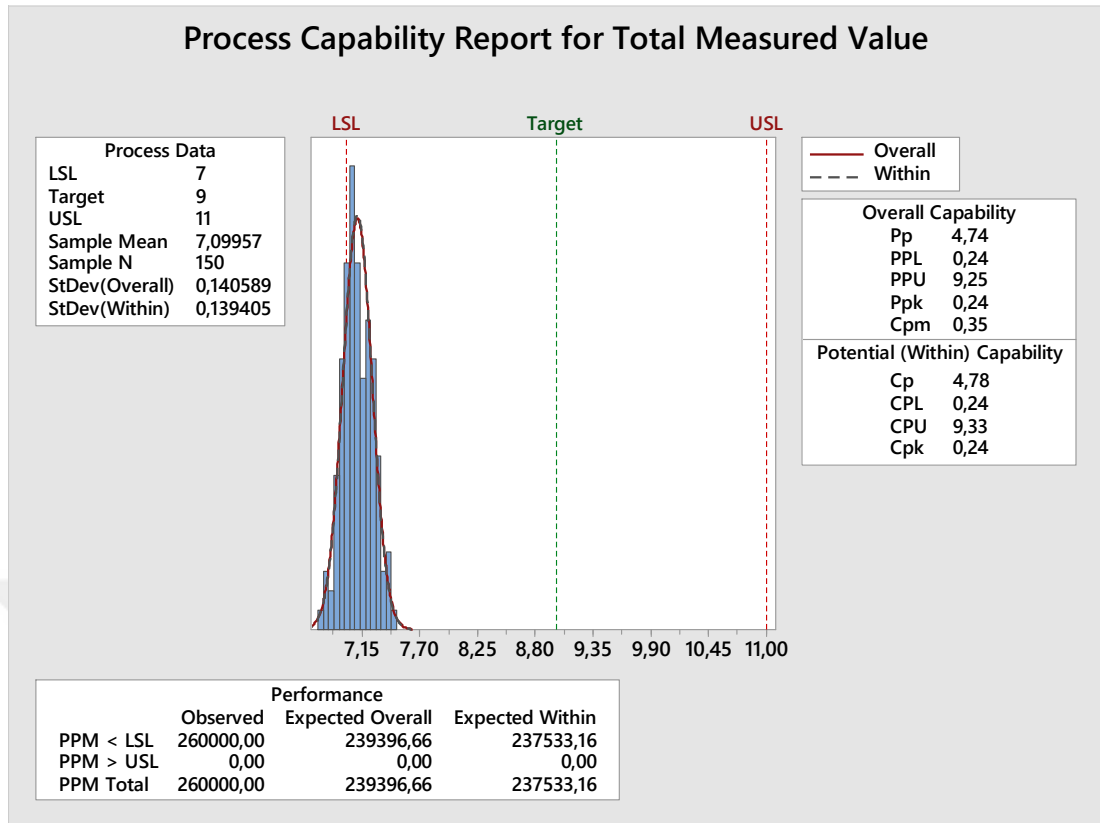 Process Capability Report for Total Measured Value
LSL Target USL
Process Data
LSL 7
Target 9
USL 11
Sample Mean 7,09957
Sample N 150
StDev(Overall) 0,140589
StDev(Within) 0,139405
Overall
Within
Overall Capability
Pp 4,74
PPL 0,24
PPU 9,25
Ppk 0,24
Cpm 0,35
Potential (Within) Capability
Cp 4,78
CPL 0,24
CPU 9,33
Cpk 0,24
7,15 7,70 8,25 8,80 9,35 9,90 10,45 11,00
Performance
Observed Expected Overall Expected Within
PPM < LSL 260000,00 239396,66 237533,16
PPM > USL 0,00 0,00 0,00
PPM Total 260000,00 239396,66 237533,16